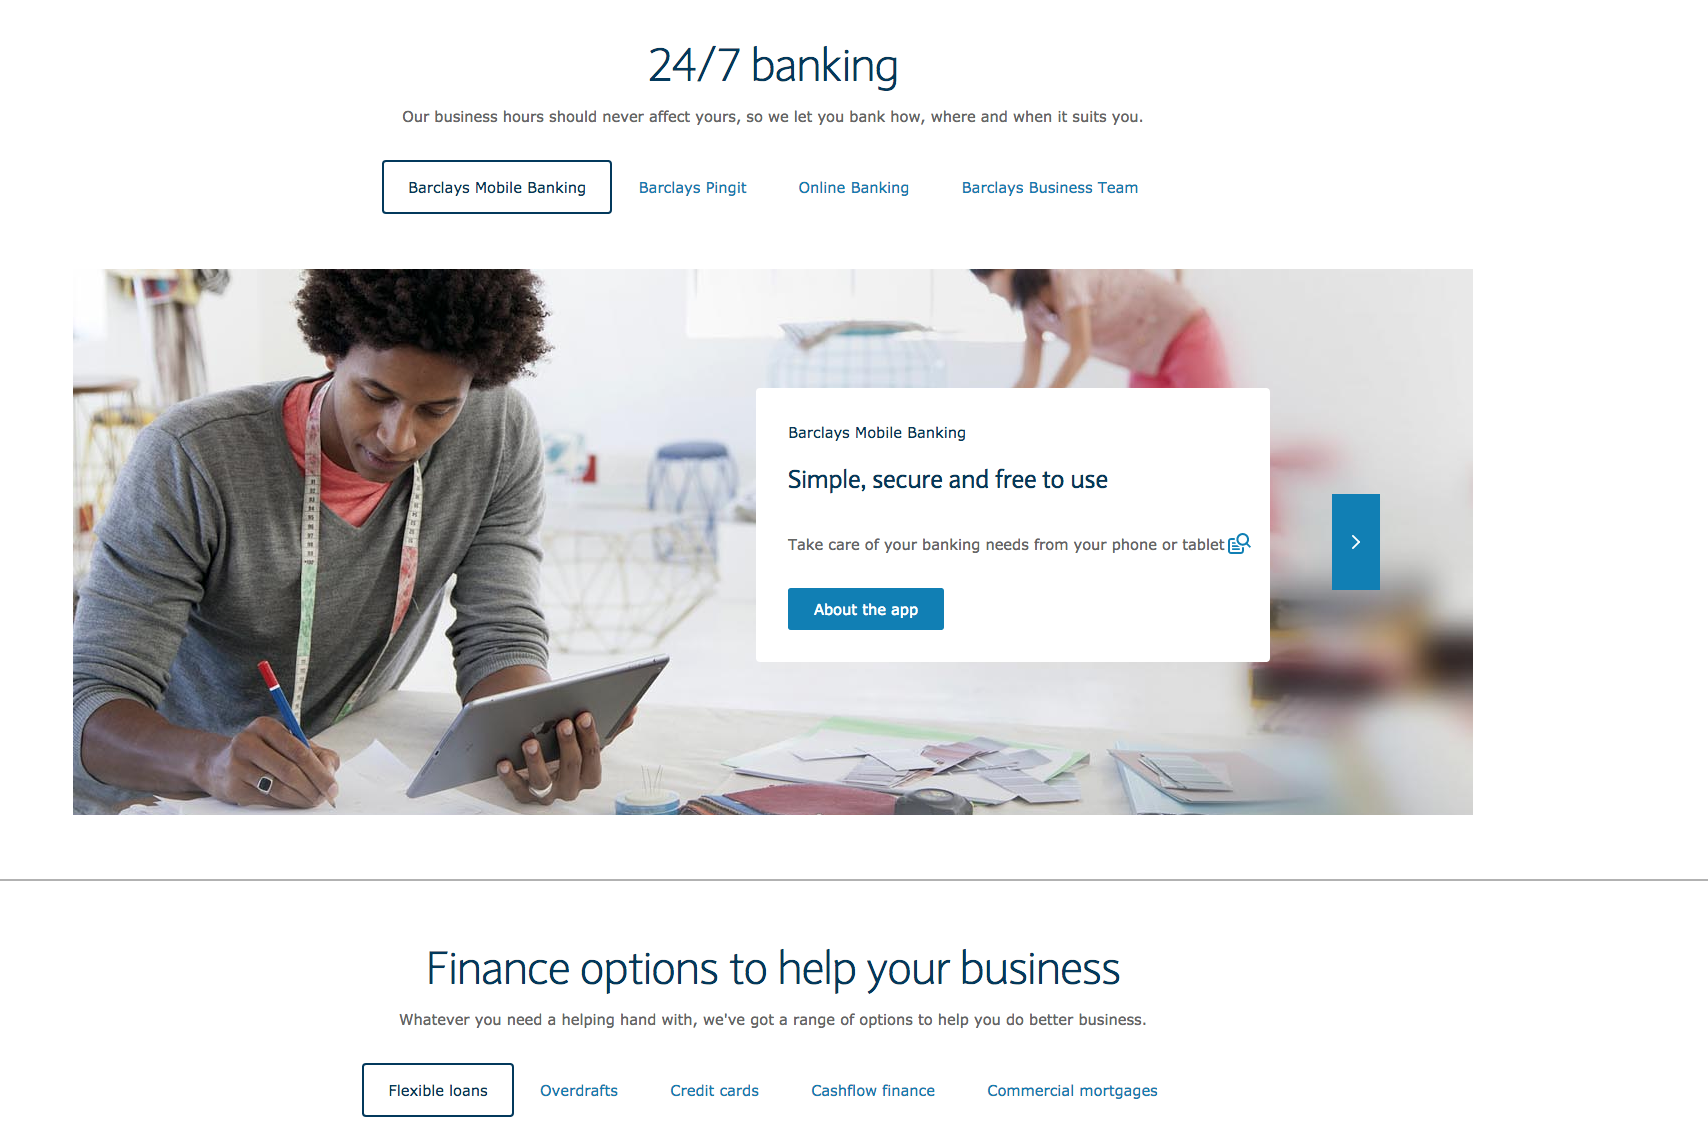 24/7 banking
Our business hours should never affect yours, so we let you bank how, where and when it suits you.
Barclays Mobile Banking
Barclays Pingit
Online Banking
Barclays Business Team
Barclays Mobile Banking
Simple, secure and free to use
Take care of your banking needs from your phone or tablet
About the app
Finance options to help your business
Whatever you need a helping hand with, we've got a range of options to help you do better business.
Flexible loans
Overdrafts
Credit cards
Cashflow finance
Commercial mortgages